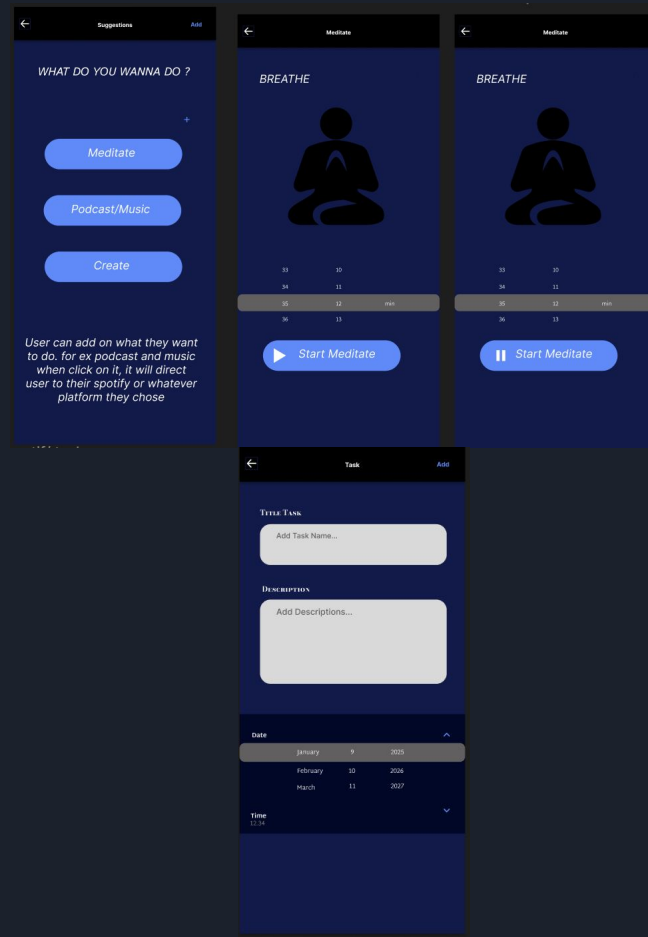 Suggestions
Add
WHAT DO YOU WANNA DO ?
+
Meditate
Podcast/Music
Create
User can add on what they want
to do. for ex podcast and music
when click on it, it will direct
user to their spotify or whatever
platform they chose
Meditate
BREATHE
33 10
34 11
35 12 min
36 13
Start Meditate
Meditate
BREATHE
33 10
34 11
35 12 min
36 13
Start Meditate
Task
Add
Title Task
Add Task Name...
Description
Add Descriptions...
Date
January 9 2025
February 10 2026
March 11 2027
Time
12.34